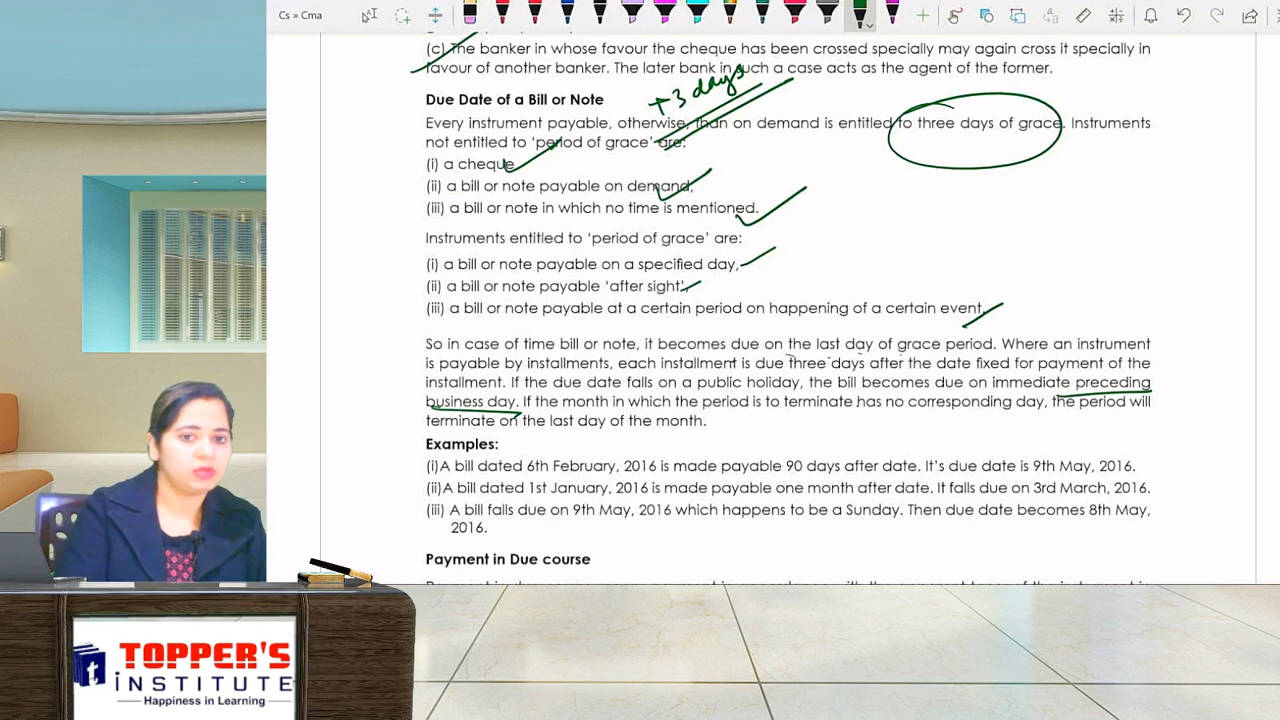 Cs » Cma
(c) The banker in whose favour the cheque has been crossed specially may again cross it specially in
favour of another banker. The later bank in such a case acts as the agent of the former.
+3 days
Due Date of a Bill or Note
Every instrument payable, otherwise, than on demand is entitled to three days of grace. Instruments
not entitled to ‘period of grace’ are:
(i) a cheque
(ii) a bill or note payable on demand,
(iii) a bill or note in which no time is mentioned.
Instruments entitled to ‘period of grace’ are:
(i) a bill or note payable on a specified day,
(ii) a bill or note payable ‘after sight’
(iii) a bill or note payable at a certain period on happening of a certain event.
So in case of time bill or note, it becomes due on the last day of grace period. Where an instrument
is payable by installments, each installment is due three days after the date fixed for payment of the
installment. If the due date falls on a public holiday, the bill becomes due on immediate preceding
business day. If the month in which the period is to terminate has no corresponding day, the period will
terminate on the last day of the month.
Examples:
(i)A bill dated 6th February, 2016 is made payable 90 days after date. It’s due date is 9th May, 2016.
(ii)A bill dated 1st January, 2016 is made payable one month after date. It falls due on 3rd March, 2016.
(iii) A bill falls due on 9th May, 2016 which happens to be a Sunday. Then due date becomes 8th May,
2016.
Payment in Due course
t
TOPPER'S
iNSTITUTE
Happiness in Learning